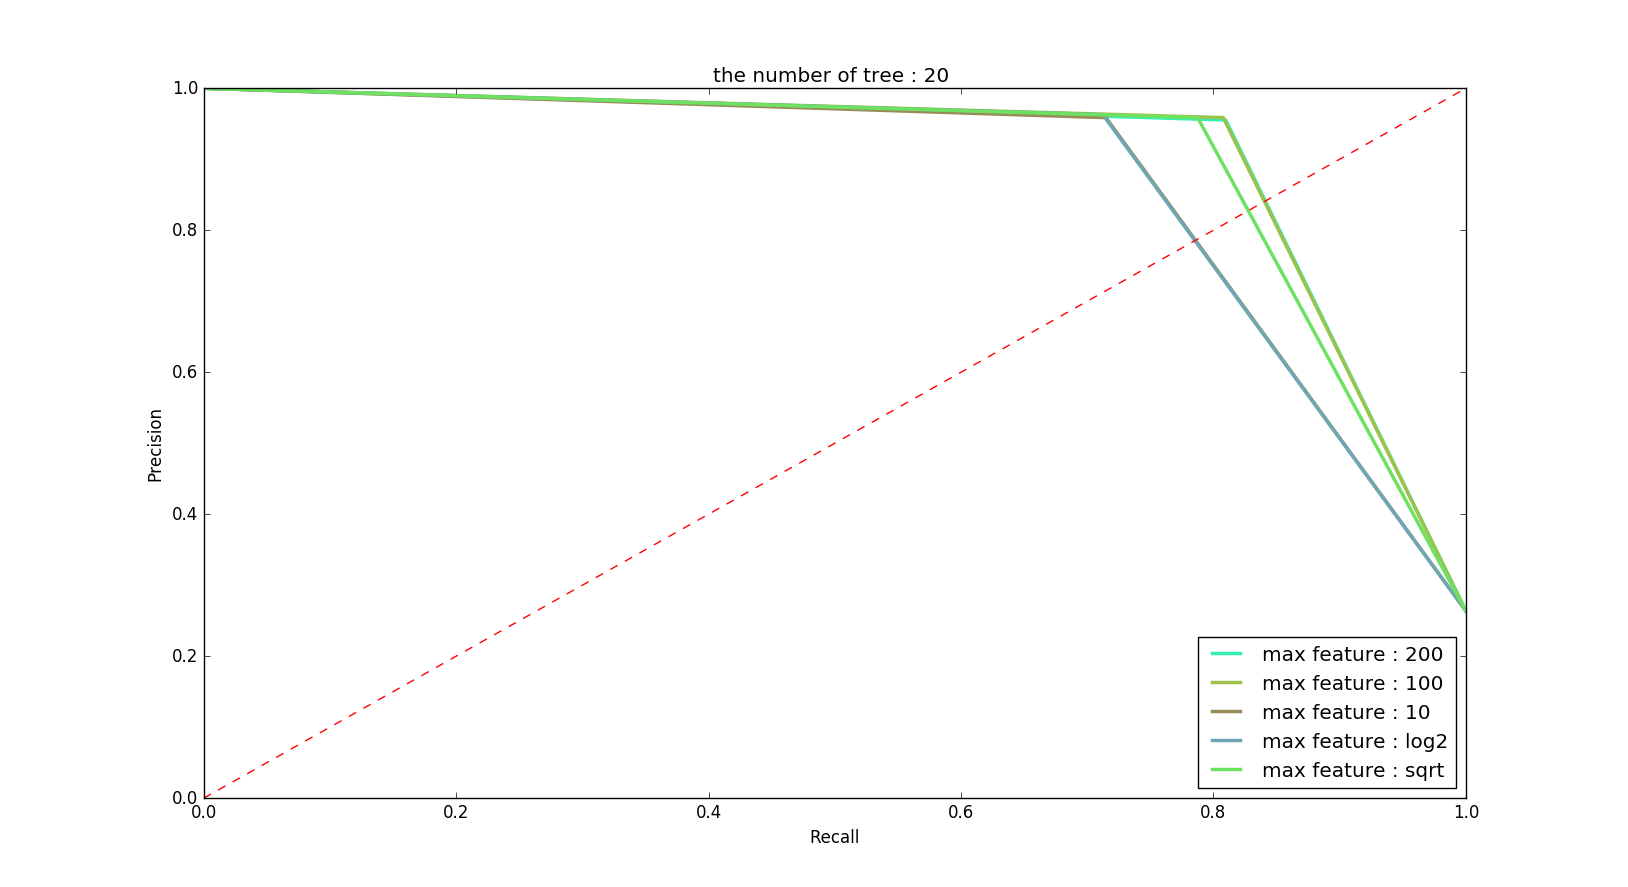 the number of tree : 20
1.0
0.8
0.6
0.4
0.2
0.0
Precision
0.0 0.2 0.4 0.6 0.8 1.0
Recall
max feature : 200
max feature : 100
max feature : 10
max feature : log2
max feature : sqrt